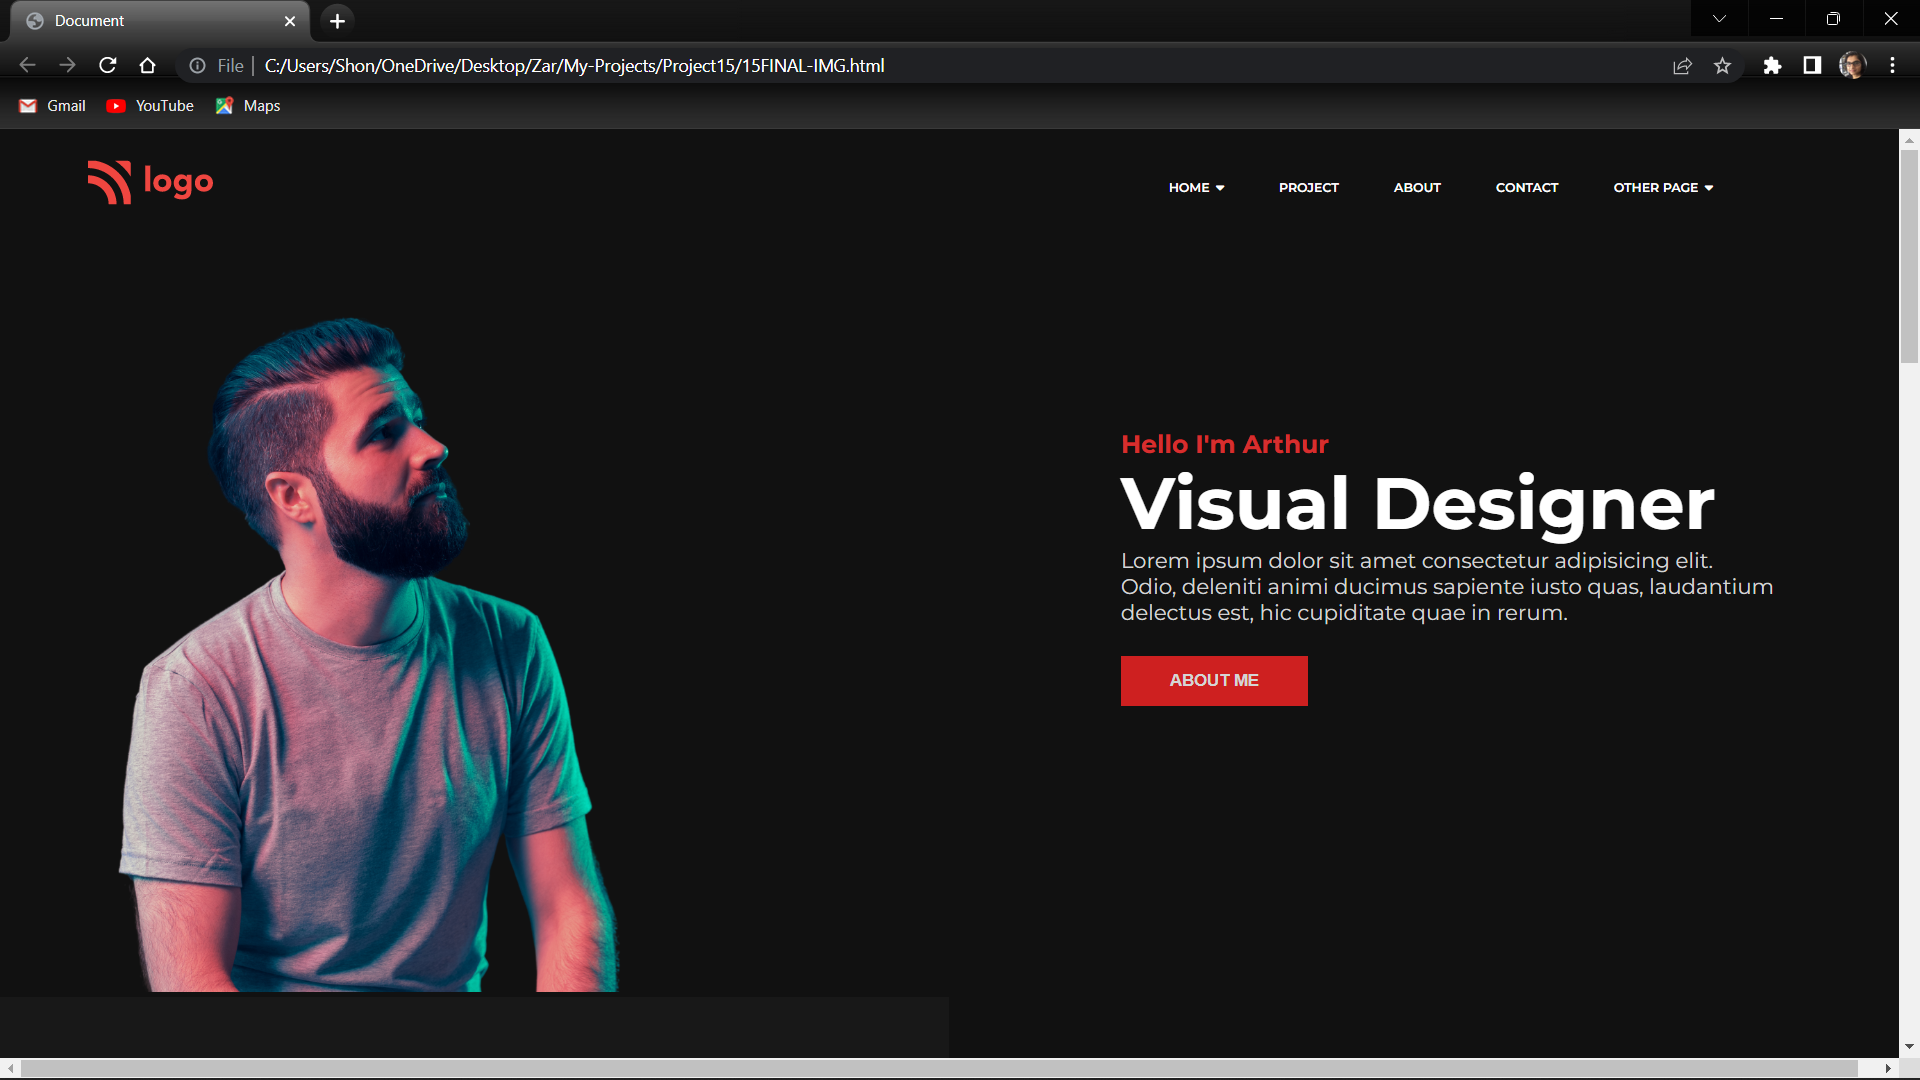 Document
File
C:/Users/Shon/OneDrive/Desktop/Zar/My-Projects/Project15/15FINAL-IMG.html
Gmail YouTube Maps
logo
HOME PROJECT ABOUT CONTACT OTHER PAGE
Hello I'm Arthur
Visual Designer
Lorem ipsum dolor sit amet consectetur adipisicing elit.
Odio, deleniti animi ducimus sapiente iusto quas, laudantium
delectus est, hic cupiditate quae in rerum.
ABOUT ME